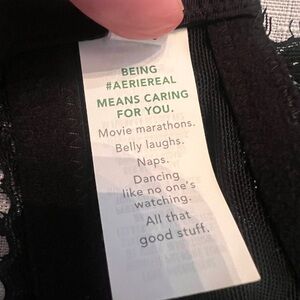 BEING
#AERIEREAL
MEANS CARING
FOR YOU.
Movie marathons.
Belly laughs.
Naps.
Dancing
like no one's
watching.
All that
good stuff.